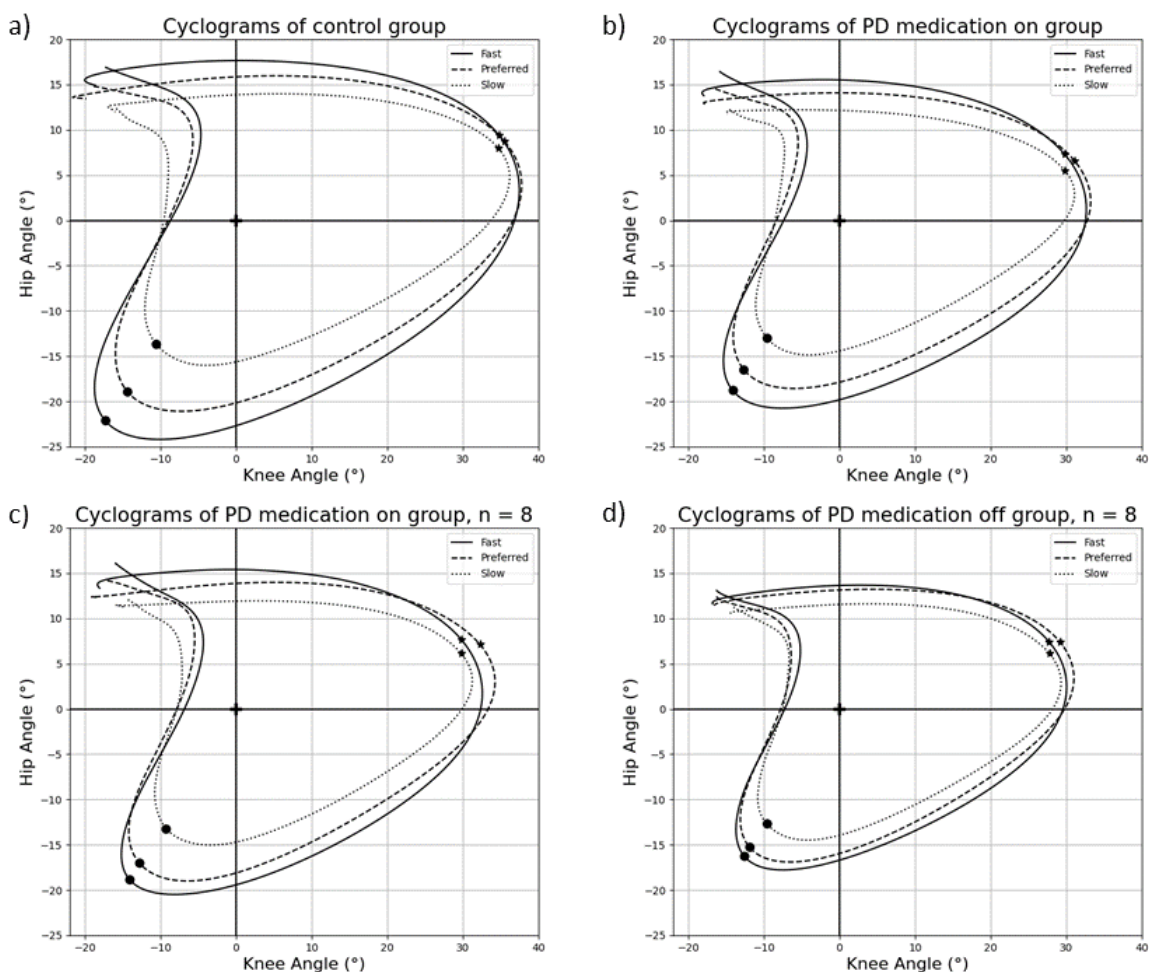 a)
Cyclograms of control group
Fast
Preferred
Slow
20
15
10
5
0
−5
−10
−15
−20
−25
Hip Angle (°)
−20
−10
0
10
20
30
40
Knee Angle (°)
b)
Cyclograms of PD medication on group
Fast
Preferred
Slow
20
15
10
5
0
−5
−10
−15
−20
−25
Hip Angle (°)
−20
−10
0
10
20
30
40
Knee Angle (°)
c)
Cyclograms of PD medication on group, n = 8
Fast
Preferred
Slow
20
15
10
5
0
−5
−10
−15
−20
−25
Hip Angle (°)
−20
−10
0
10
20
30
40
Knee Angle (°)
d)
Cyclograms of PD medication off group, n = 8
Fast
Preferred
Slow
20
15
10
5
0
−5
−10
−15
−20
−25
Hip Angle (°)
−20
−10
0
10
20
30
40
Knee Angle (°)